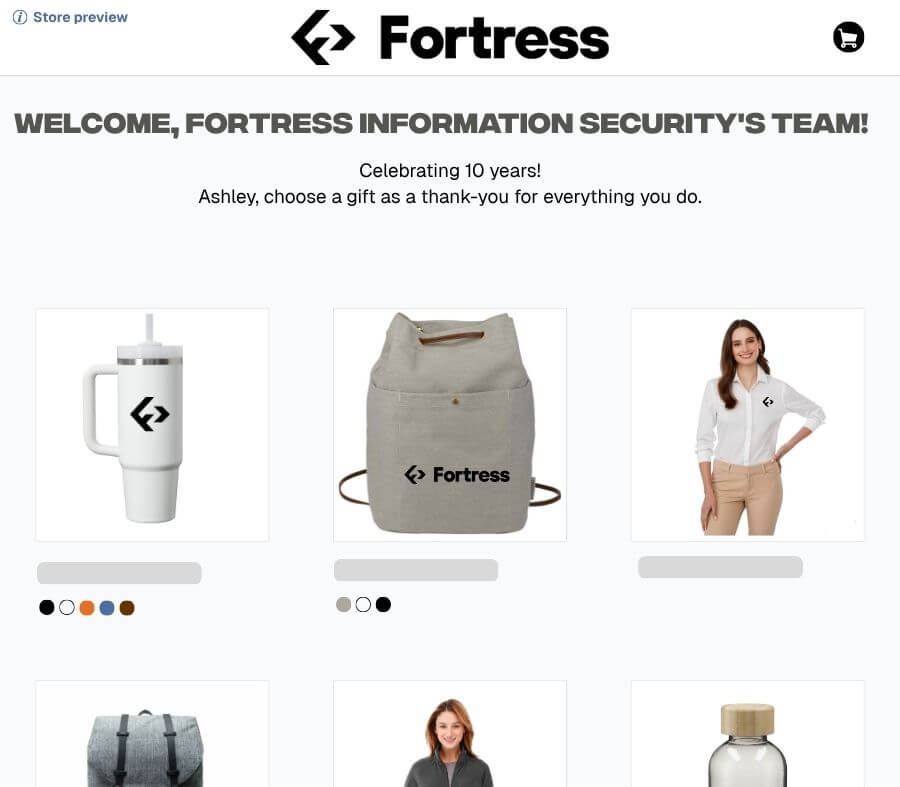 Store preview
Fortress
WELCOME, FORTRESS INFORMATION SECURITY'S TEAM!
Celebrating 10 years!
Ashley, choose a gift as a thank-you for everything you do.
Fortress